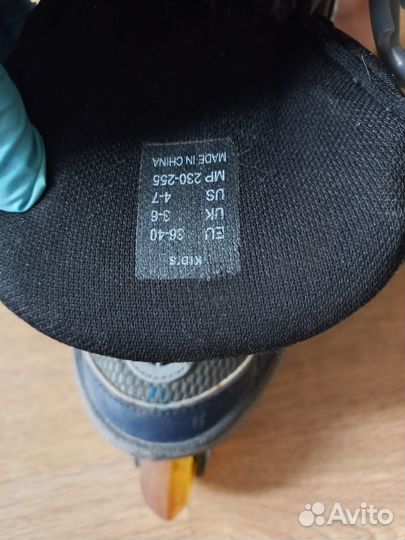 KID'S
EU 36-40
UK 3-6
US 4-7
MP 230-255
MADE IN CHINA
Avito